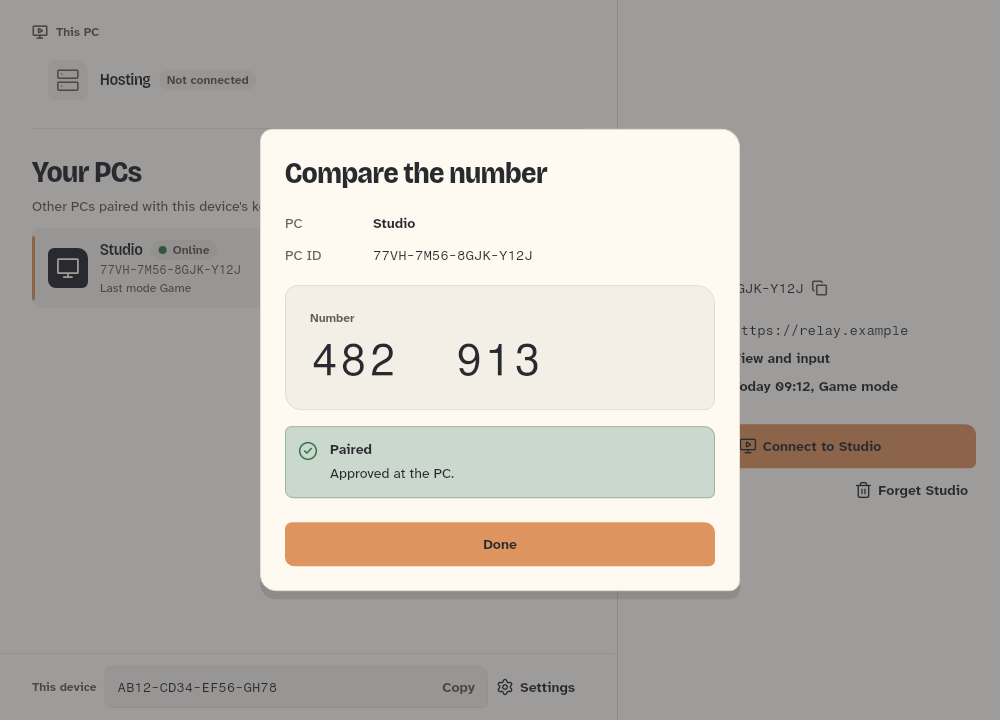 This PC
Hosting Not connected
Your PCs
Other PCs paired with this device's
Studio Online
77VH-7M56-8GJK-Y12J
Last mode Game
Compare the number
PC Studio
PC ID 77VH-7M56-8GJK-Y12J
Number
482 913
Paired
Approved at the PC.
Done
GJK-Y12J
ttps://relay.example
iew and input
oday 09:12, Game mode
Connect to Studio
Forget Studio
This device AB12-CD34-EF56-GH78 Copy Settings